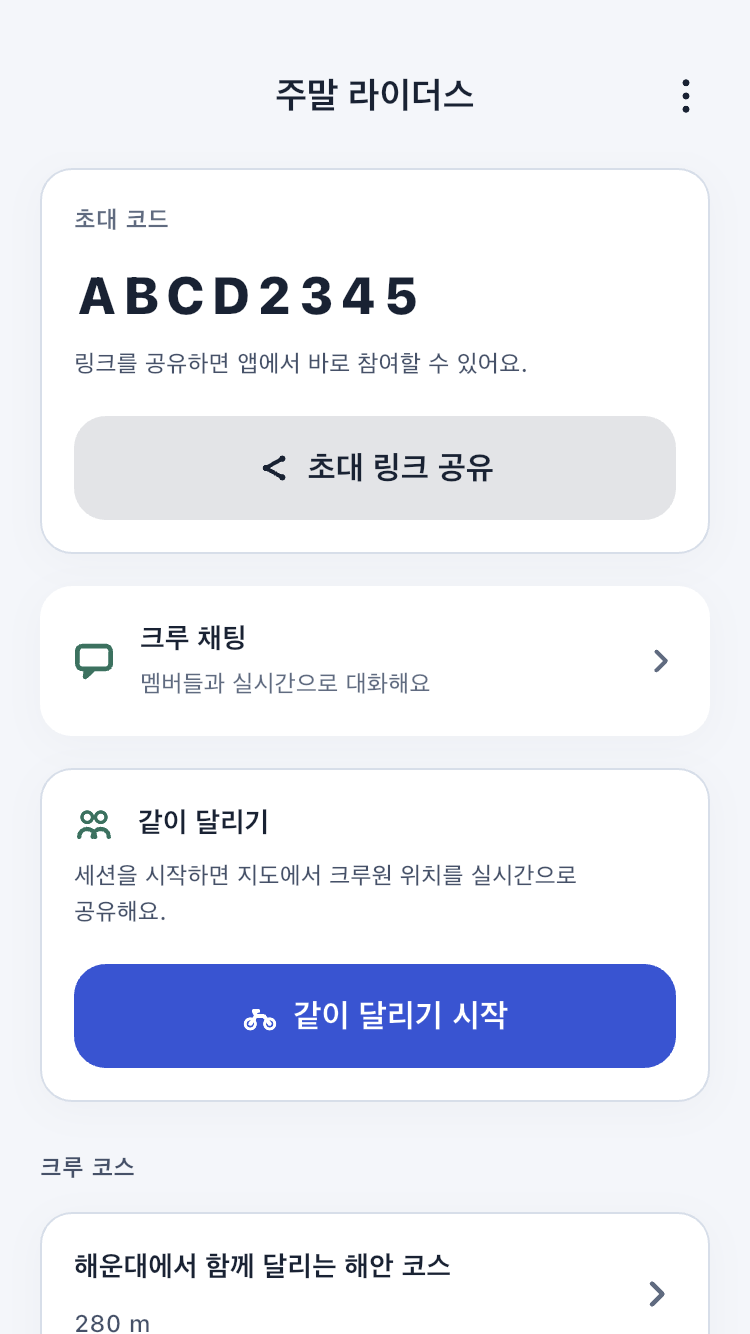 주말 라이더스
초대 코드
ABCD2345
링크를 공유하면 앱에서 바로 참여할 수 있어요.
초대 링크 공유
크루 채팅
멤버들과 실시간으로 대화해요
같이 달리기
세션을 시작하면 지도에서 크루원 위치를 실시간으로
공유해요.
같이 달리기 시작
크루 코스
해운대에서 함께 달리는 해안 코스
280 m